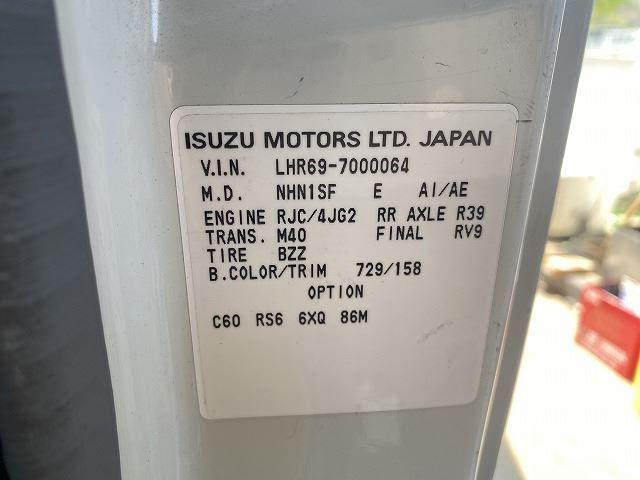 ISUZU MOTORS LTD. JAPAN
V.I.N. LHR69-7000064
M.D. NHN1SF E AI/AE
ENGINE RJC/4JG2 RR AXLE R39
TRANS. M40 FINAL RV9
TIRE BZZ
B.COLOR/TRIM 729/158
OPTION
C60 RS6 6XQ 86M